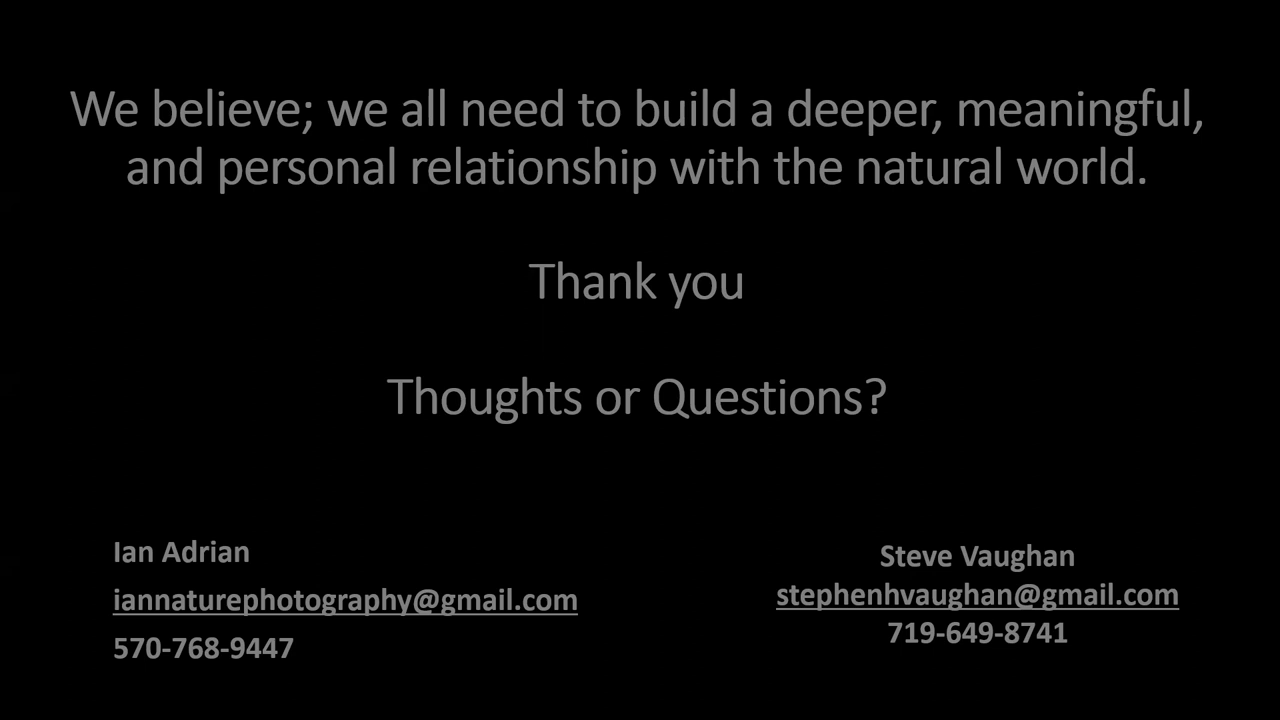 We believe; we all need to build a deeper, meaningful,
and personal relationship with the natural world.
Thank you
Thoughts or Questions?
Ian Adrian
iannaturephotography@gmail.com
570-768-9447
Steve Vaughan
stephenhvaughan@gmail.com
719-649-8741